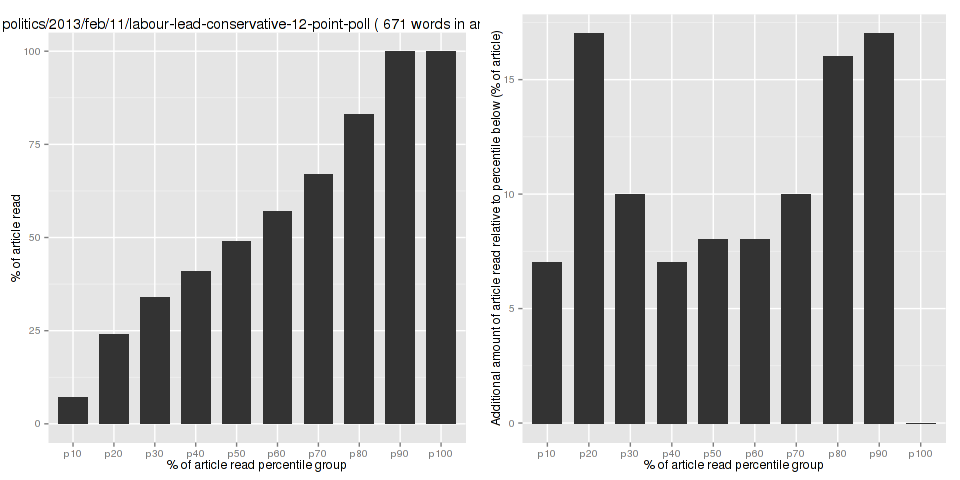 politics/2013/feb/11/labour-lead-conservative-12-point-poll ( 671 words in ar
% of article read
100
75
50
25
0
p10 p20 p30 p40 p50 p60 p70 p80 p90 p100
% of article read percentile group
Additional amount of article read relative to percentile below (% of article)
15
10
5
0
p10 p20 p30 p40 p50 p60 p70 p80 p90 p100
% of article read percentile group